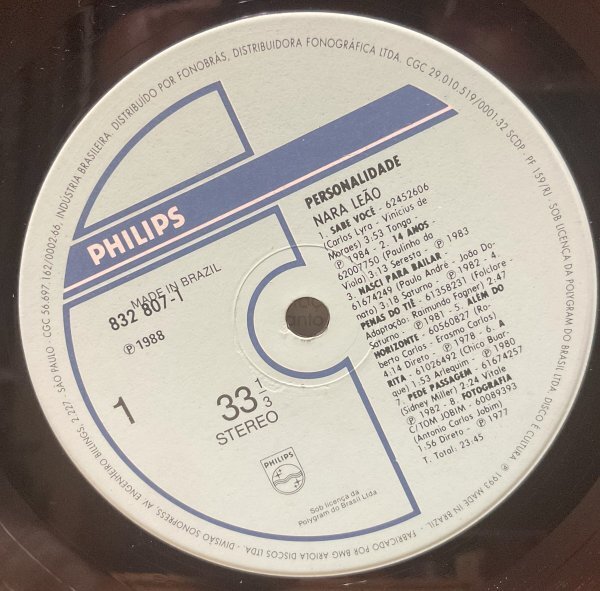 INDÚSTRIA BRASILEIRA. DISTRIBUÍDO POR FONOBRÁS, DISTRIBUIDORA FONOGRÁFICA LTDA. CGC 29.010.519/0001-32 SCDP. PF 159/RJ. SOB LICENÇA DA POLYGRAM DO BRASIL LTDA. DISCO É CULTURA. ℗ 1993 MADE IN BRAZIL
- FABRICADO POR BMG ARIOLA DISCOS LTDA - DIVISÃO SONOPRESS, AV. ENGENHEIRO BILLINGS, 2.227, - SÃO PAULO - CGC 56.697.162/0002-66,
PHILIPS
MADE IN BRAZIL
832 807-1
℗ 1988
1
33 1/3
STEREO
PERSONALIDADE
NARA LEÃO
1. SABE VOCÊ - 62452606
(Carlos Lyra - Vinícius de
Moraes) 3:53 Tonga -
℗ 1984 - 2. 14 ANOS -
62007750 (Paulinho da
Viola) 3:13 Seresta - ℗ 1983
3. NASCI PARA BAILAR -
61674249 (Paulo André - João Do-
nato) 3:18 Saturno - ℗ 1982 - 4.
PENAS DO TIÊ - 61358231 (Folclore -
Adaptação: Raimundo Fagner) 2:47
Saturno - ℗ 1981 - 5. ALÉM DO
HORIZONTE - 60560827 (Ro-
berto Carlos - Erasmo Carlos)
4:14 Direto - ℗ 1978 - 6. A
RITA - 61026492 (Chico Buar-
que) 1:53 Arlequim - ℗ 1980
7. PEDE PASSAGEM - 61674257
(Sidney Miller) 2:24 Vitale
℗ 1982 - 8. FOTOGRAFIA
C/TOM JOBIM - 60089393
(Antonio Carlos Jobim)
1:56 Direto - ℗ 1977
T. Total: 23:45
PHILIPS
Sob licença da
Polygram do Brasil Ltda